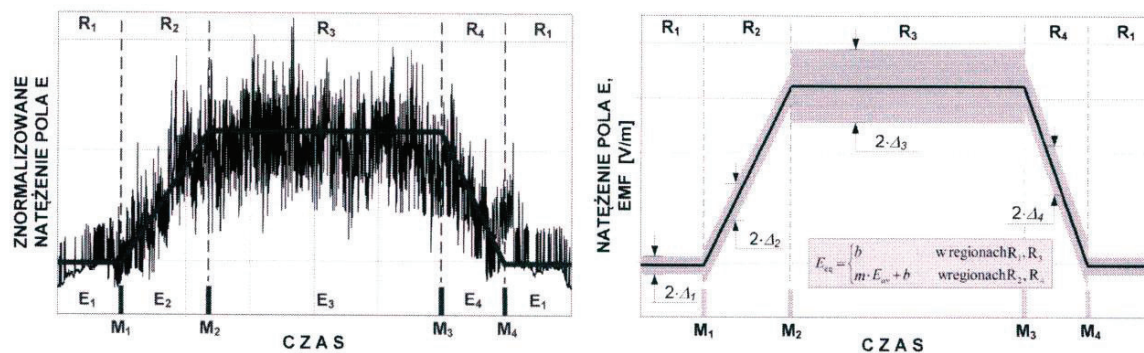 R₁ R₂ R₃ R₄ R₁
ZNORMALIZOWANE
NATĘŻENIE POLA E
E₁ E₂ E₃ E₄ E₁
M₁ M₂ M₃ M₄
CZAS
R₁ R₂ R₃ R₄ R₁
NATĘŻENIE POLA E,
EMF [V/m]
2·Δ₃
2·Δ₂
2·Δ₄
2·Δ₁
E_eq = { b w regionach R₁, R₃
m·E_av + b w regionach R₂, R₄
M₁ M₂ M₃ M₄
CZAS